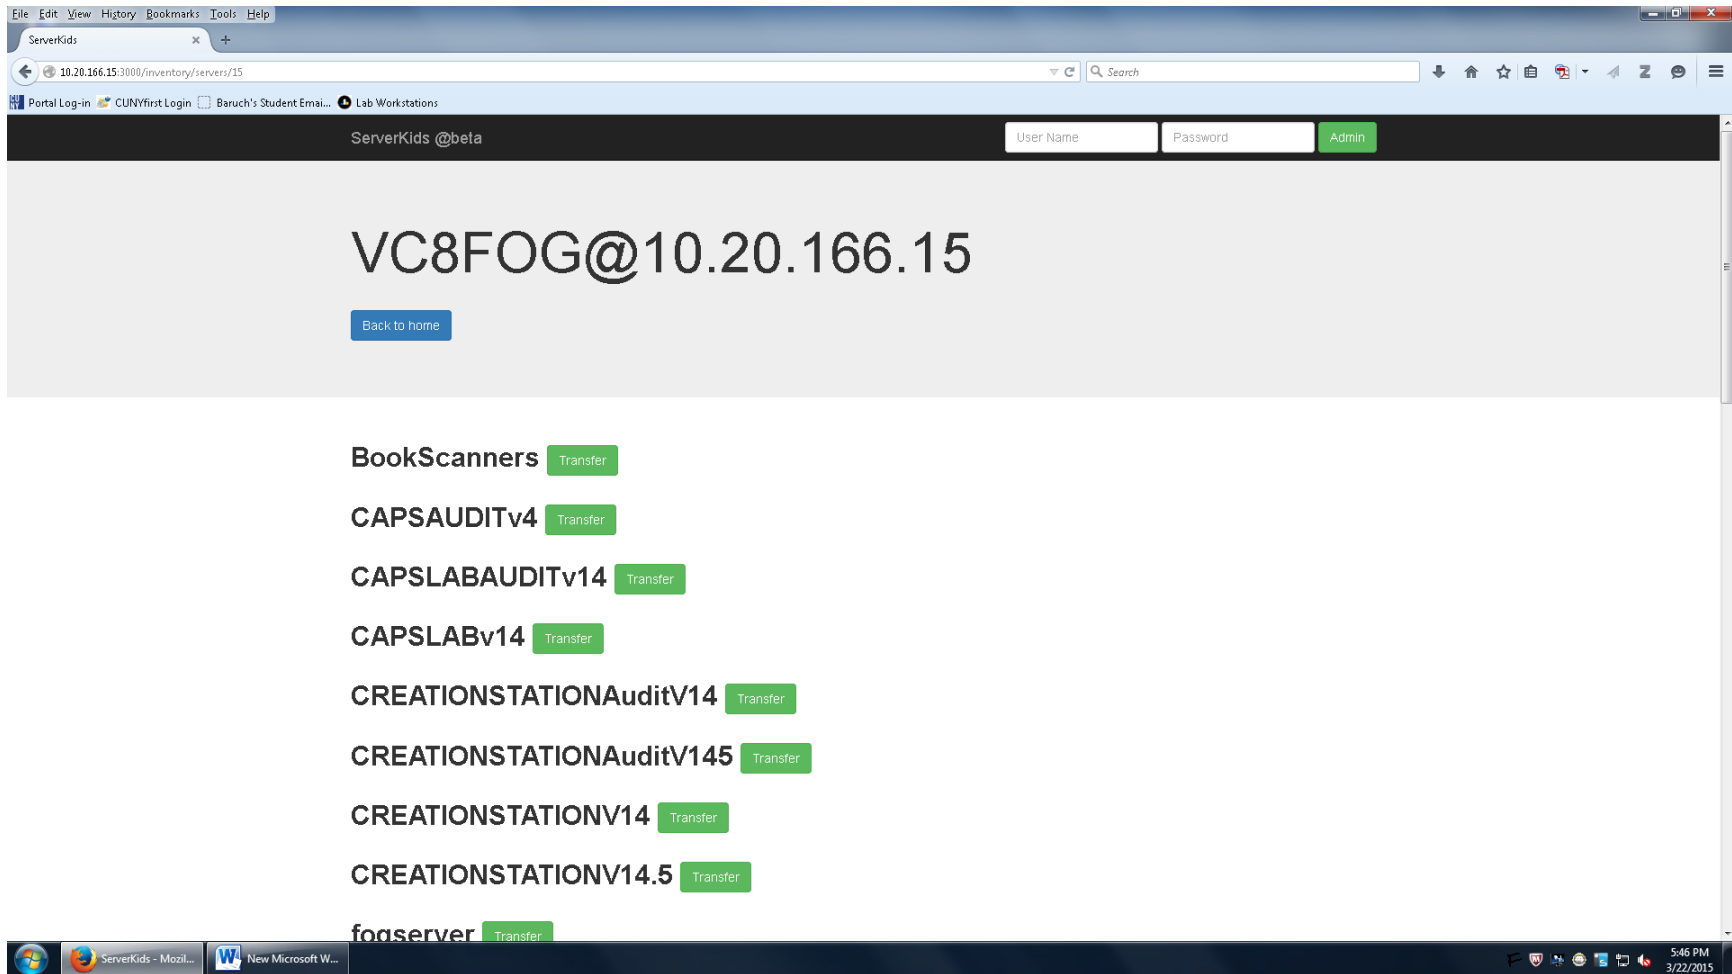 File Edit View History Bookmarks Tools Help
ServerKids
10.20.166.15:3000/inventory/servers/15 Search
Portal Log-in CUNYfirst Login Baruch's Student Emai... Lab Workstations
ServerKids @beta User Name Password Admin
VC8FOG@10.20.166.15
Back to home
BookScanners Transfer
CAPSAUDITv4 Transfer
CAPSLABAUDITv14 Transfer
CAPSLABv14 Transfer
CREATIONSTATIONAuditV14 Transfer
CREATIONSTATIONAuditV145 Transfer
CREATIONSTATIONV14 Transfer
CREATIONSTATIONV14.5 Transfer
fogserver Transfer
ServerKids - Mozil... New Microsoft W... 5:46 PM
3/22/2015